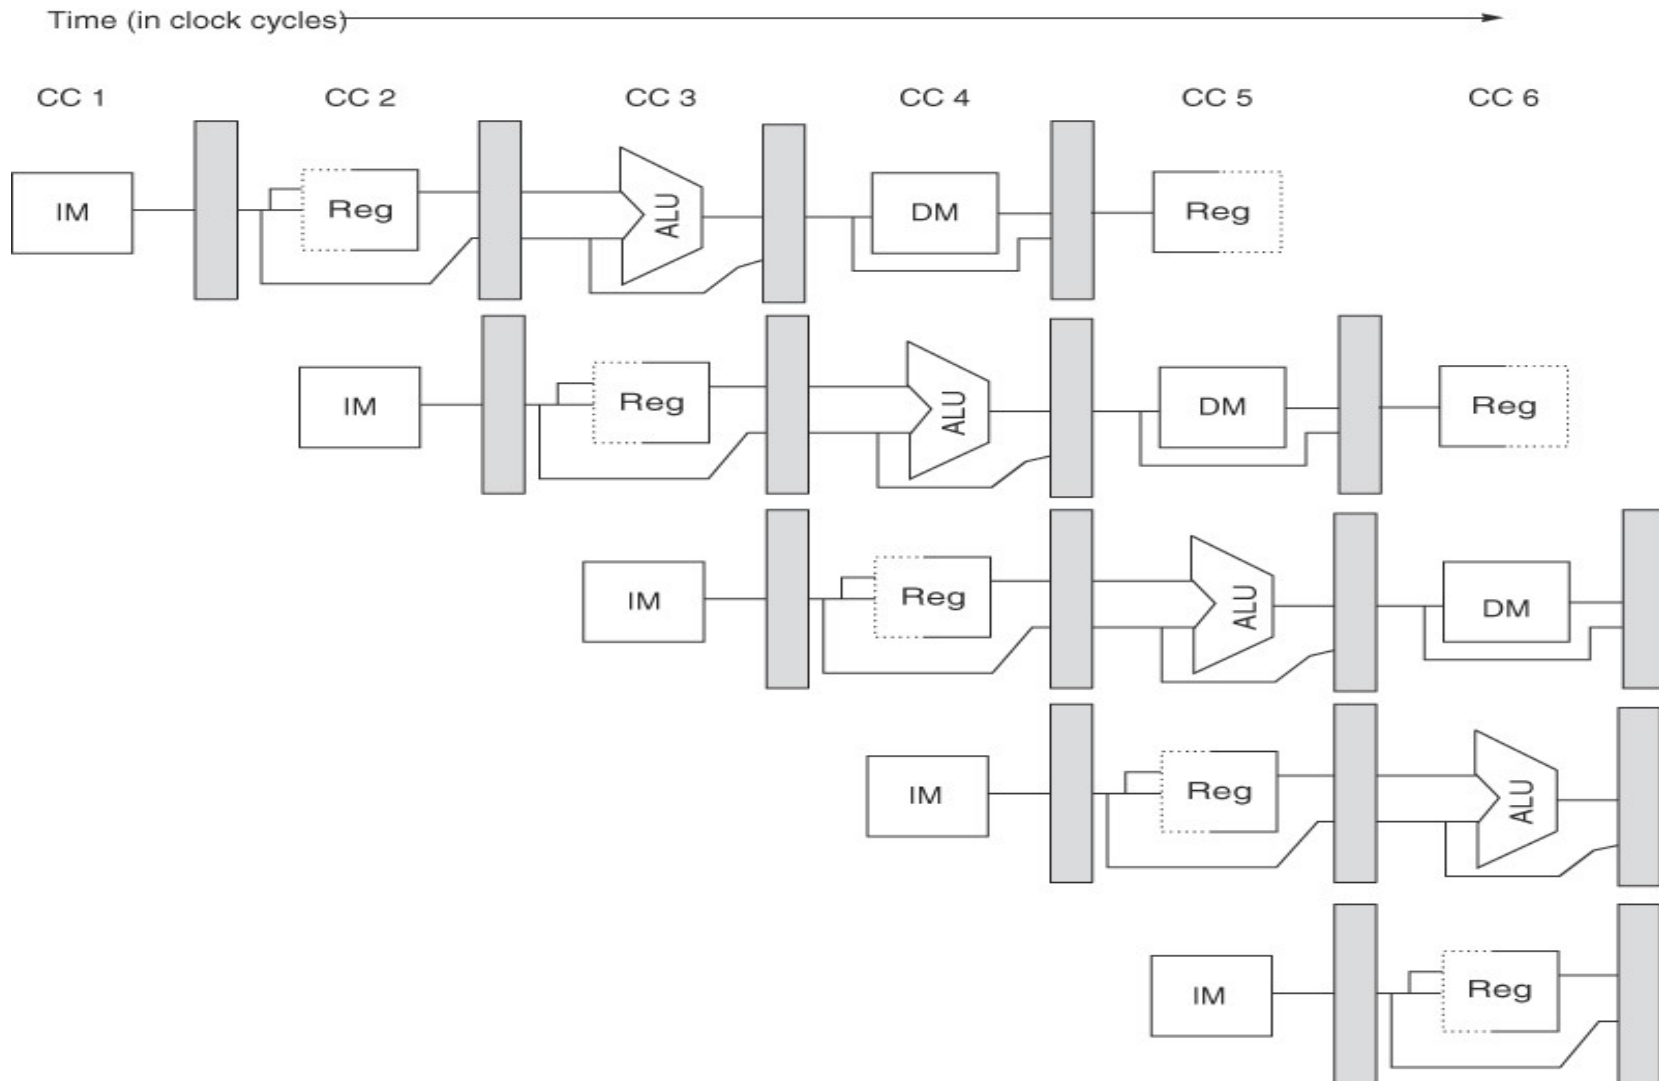 Time (in clock cycles)
CC 1 CC 2 CC 3 CC 4 CC 5 CC 6
IM Reg ALU DM Reg
IM Reg ALU DM Reg
IM Reg ALU DM
IM Reg ALU
IM Reg